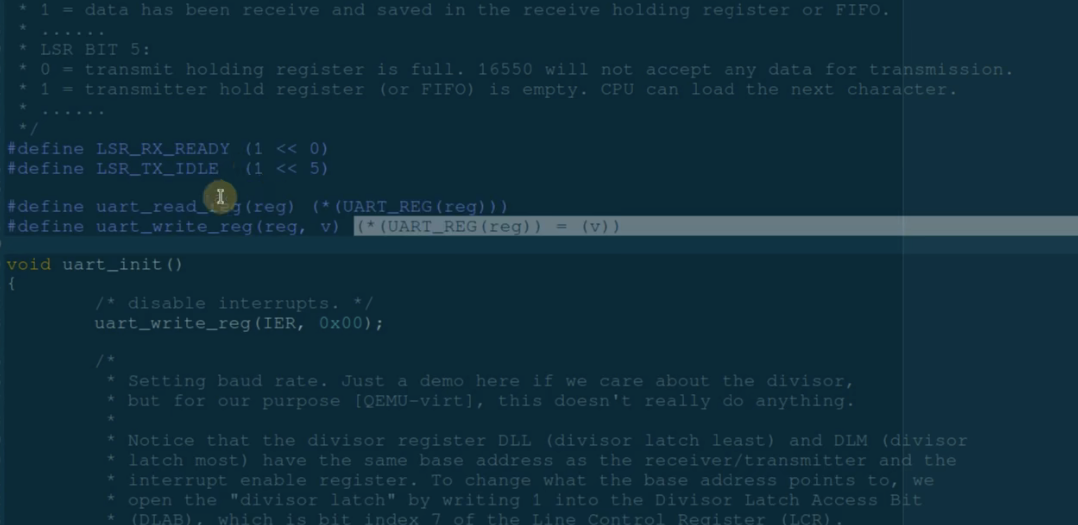 * 1 = data has been receive and saved in the receive holding register or FIFO.
* ......
* LSR BIT 5:
* 0 = transmit holding register is full. 16550 will not accept any data for transmission.
* 1 = transmitter hold register (or FIFO) is empty. CPU can load the next character.
* ......
*/
#define LSR_RX_READY (1 << 0)
#define LSR_TX_IDLE  (1 << 5)
#define uart_read_reg(reg) (*(UART_REG(reg)))
#define uart_write_reg(reg, v) (*(UART_REG(reg)) = (v))
void uart_init()
{
/* disable interrupts. */
uart_write_reg(IER, 0x00);
/*
* Setting baud rate. Just a demo here if we care about the divisor,
* but for our purpose [QEMU-virt], this doesn't really do anything.
*
* Notice that the divisor register DLL (divisor latch least) and DLM (divisor
* latch most) have the same base address as the receiver/transmitter and the
* interrupt enable register. To change what the base address points to, we
* open the "divisor latch" by writing 1 into the Divisor Latch Access Bit
* (DLAB), which is bit index 7 of the Line Control Register (LCR).